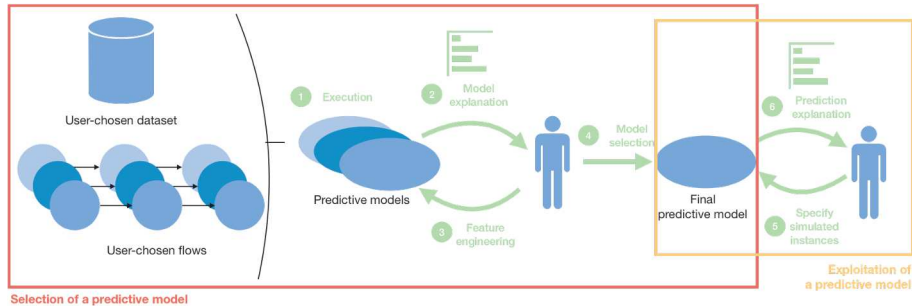 User-chosen dataset
User-chosen flows
1 Execution
2 Model
explanation
Predictive models
3 Feature
engineering
4 Model
selection
Final
predictive model
6 Prediction
explanation
5 Specify
simulated
instances
Exploitation of
a predictive model
Selection of a predictive model